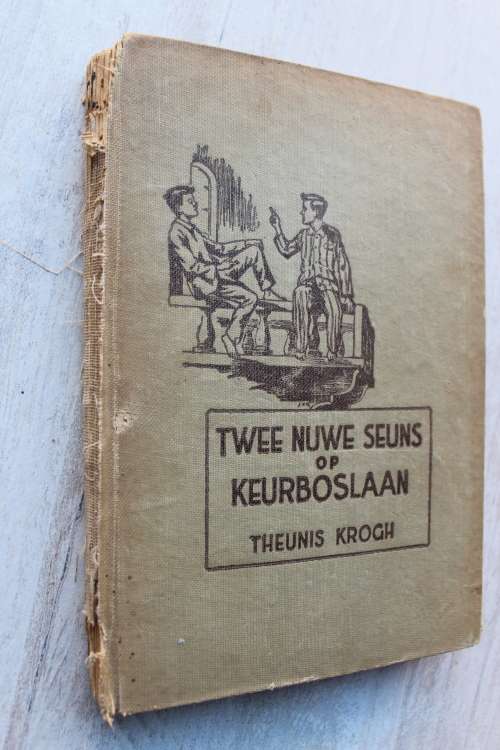 TWEE NUWE SEUNS
OP
KEURBOSLAAN
THEUNIS KROGH